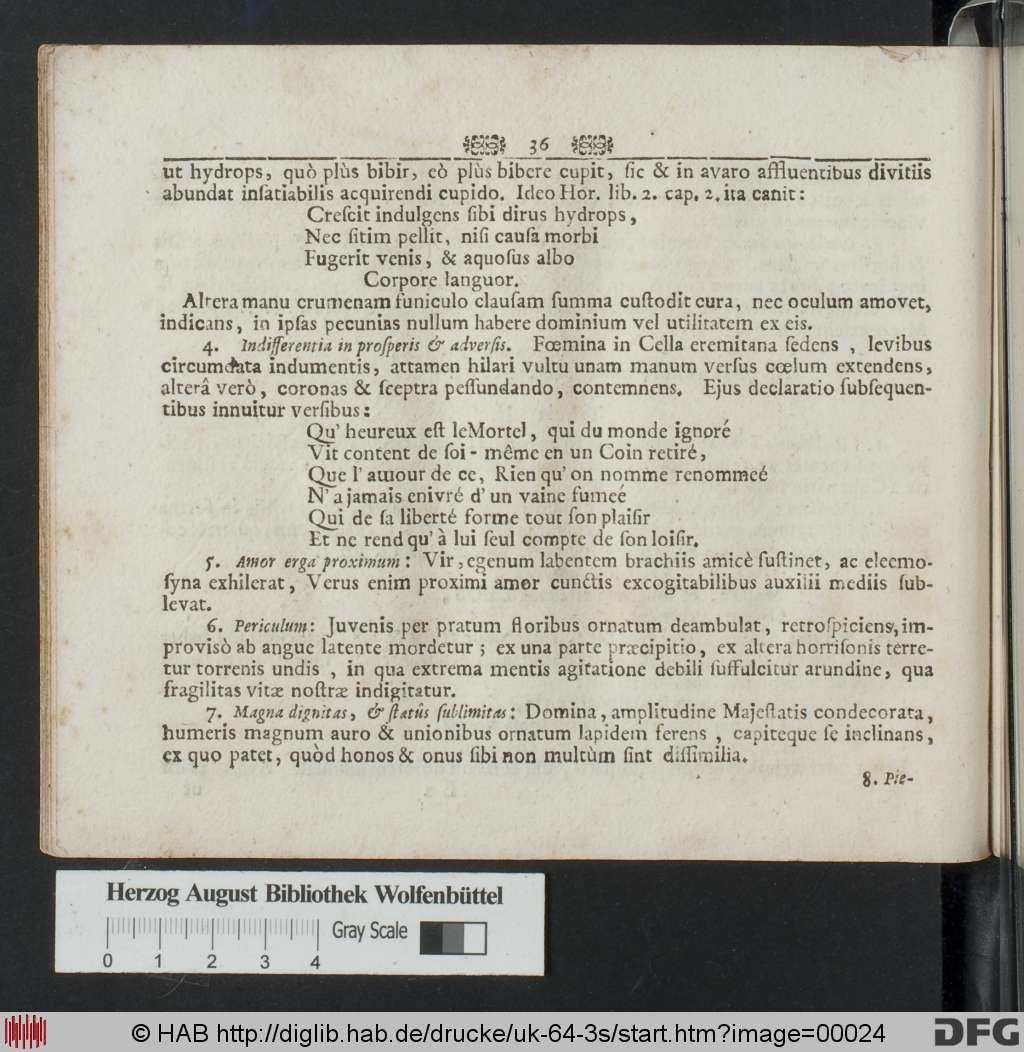 36
ut hydrops, quò plùs bibir, eò plùs bibere cupit, ſic & in avaro affluentibus divitiis
abundat inſatiabilis acquirendi cupido. Ideo Hor. lib. 2. cap. 2. ita canit:
Creſcit indulgens ſibi dirus hydrops,
Nec ſitim pellit, niſi cauſa morbi
Fugerit venis, & aquoſus albo
Corpore languor.
Altera manu crumenam funiculo clauſam ſumma cuſtodit cura, nec oculum amovet,
indicans, in ipſas pecunias nullum habere dominium vel utilitatem ex eis.
4. Indifferentia in proſperis & adverſis. Fœmina in Cella eremitana ſedens, levibus
circumdata indumentis, attamen hilari vultu unam manum verſus cœlum extendens,
alterâ verò, coronas & ſceptra peſſundando, contemnens. Ejus declaratio ſubſequen-
tibus innuitur verſibus:
Qu' heureux eſt le Mortel, qui du monde ignoré
Vit content de ſoi-même en un Coin retiré,
Que l' amour de ce, Rien qu' on nomme renommeé
N' a jamais enivré d' un vaine fumeé
Qui de ſa liberté forme tout ſon plaiſir
Et ne rend qu' à lui ſeul compte de ſon loiſir.
5. Amor erga proximum: Vir, egenum labentem brachiis amicè ſuſtinet, ac eleemo-
ſyna exhilerat, Verus enim proximi amor cunctis excogitabilibus auxilii mediis ſub-
levat.
6. Periculum: Juvenis per pratum floribus ornatum deambulat, retroſpiciens, im-
proviſò ab angue latente mordetur; ex una parte præcipitio, ex altera horriſonis terre-
tur torrenis undis, in qua extrema mentis agitatione debili ſuffulcitur arundine, qua
fragilitas vitæ noſtræ indigitatur.
7. Magna dignitas, & ſtatûs ſublimitas: Domina, amplitudine Majeſtatis condecorata,
humeris magnum auro & unionibus ornatum lapidem ferens, capiteque ſe inclinans,
ex quo patet, quòd honos & onus ſibi non multùm ſint diſſimilia.
8. Pie-
Herzog August Bibliothek Wolfenbüttel
Gray Scale
0 1 2 3 4
© HAB http://diglib.hab.de/drucke/uk-64-3s/start.htm?image=00024
DFG